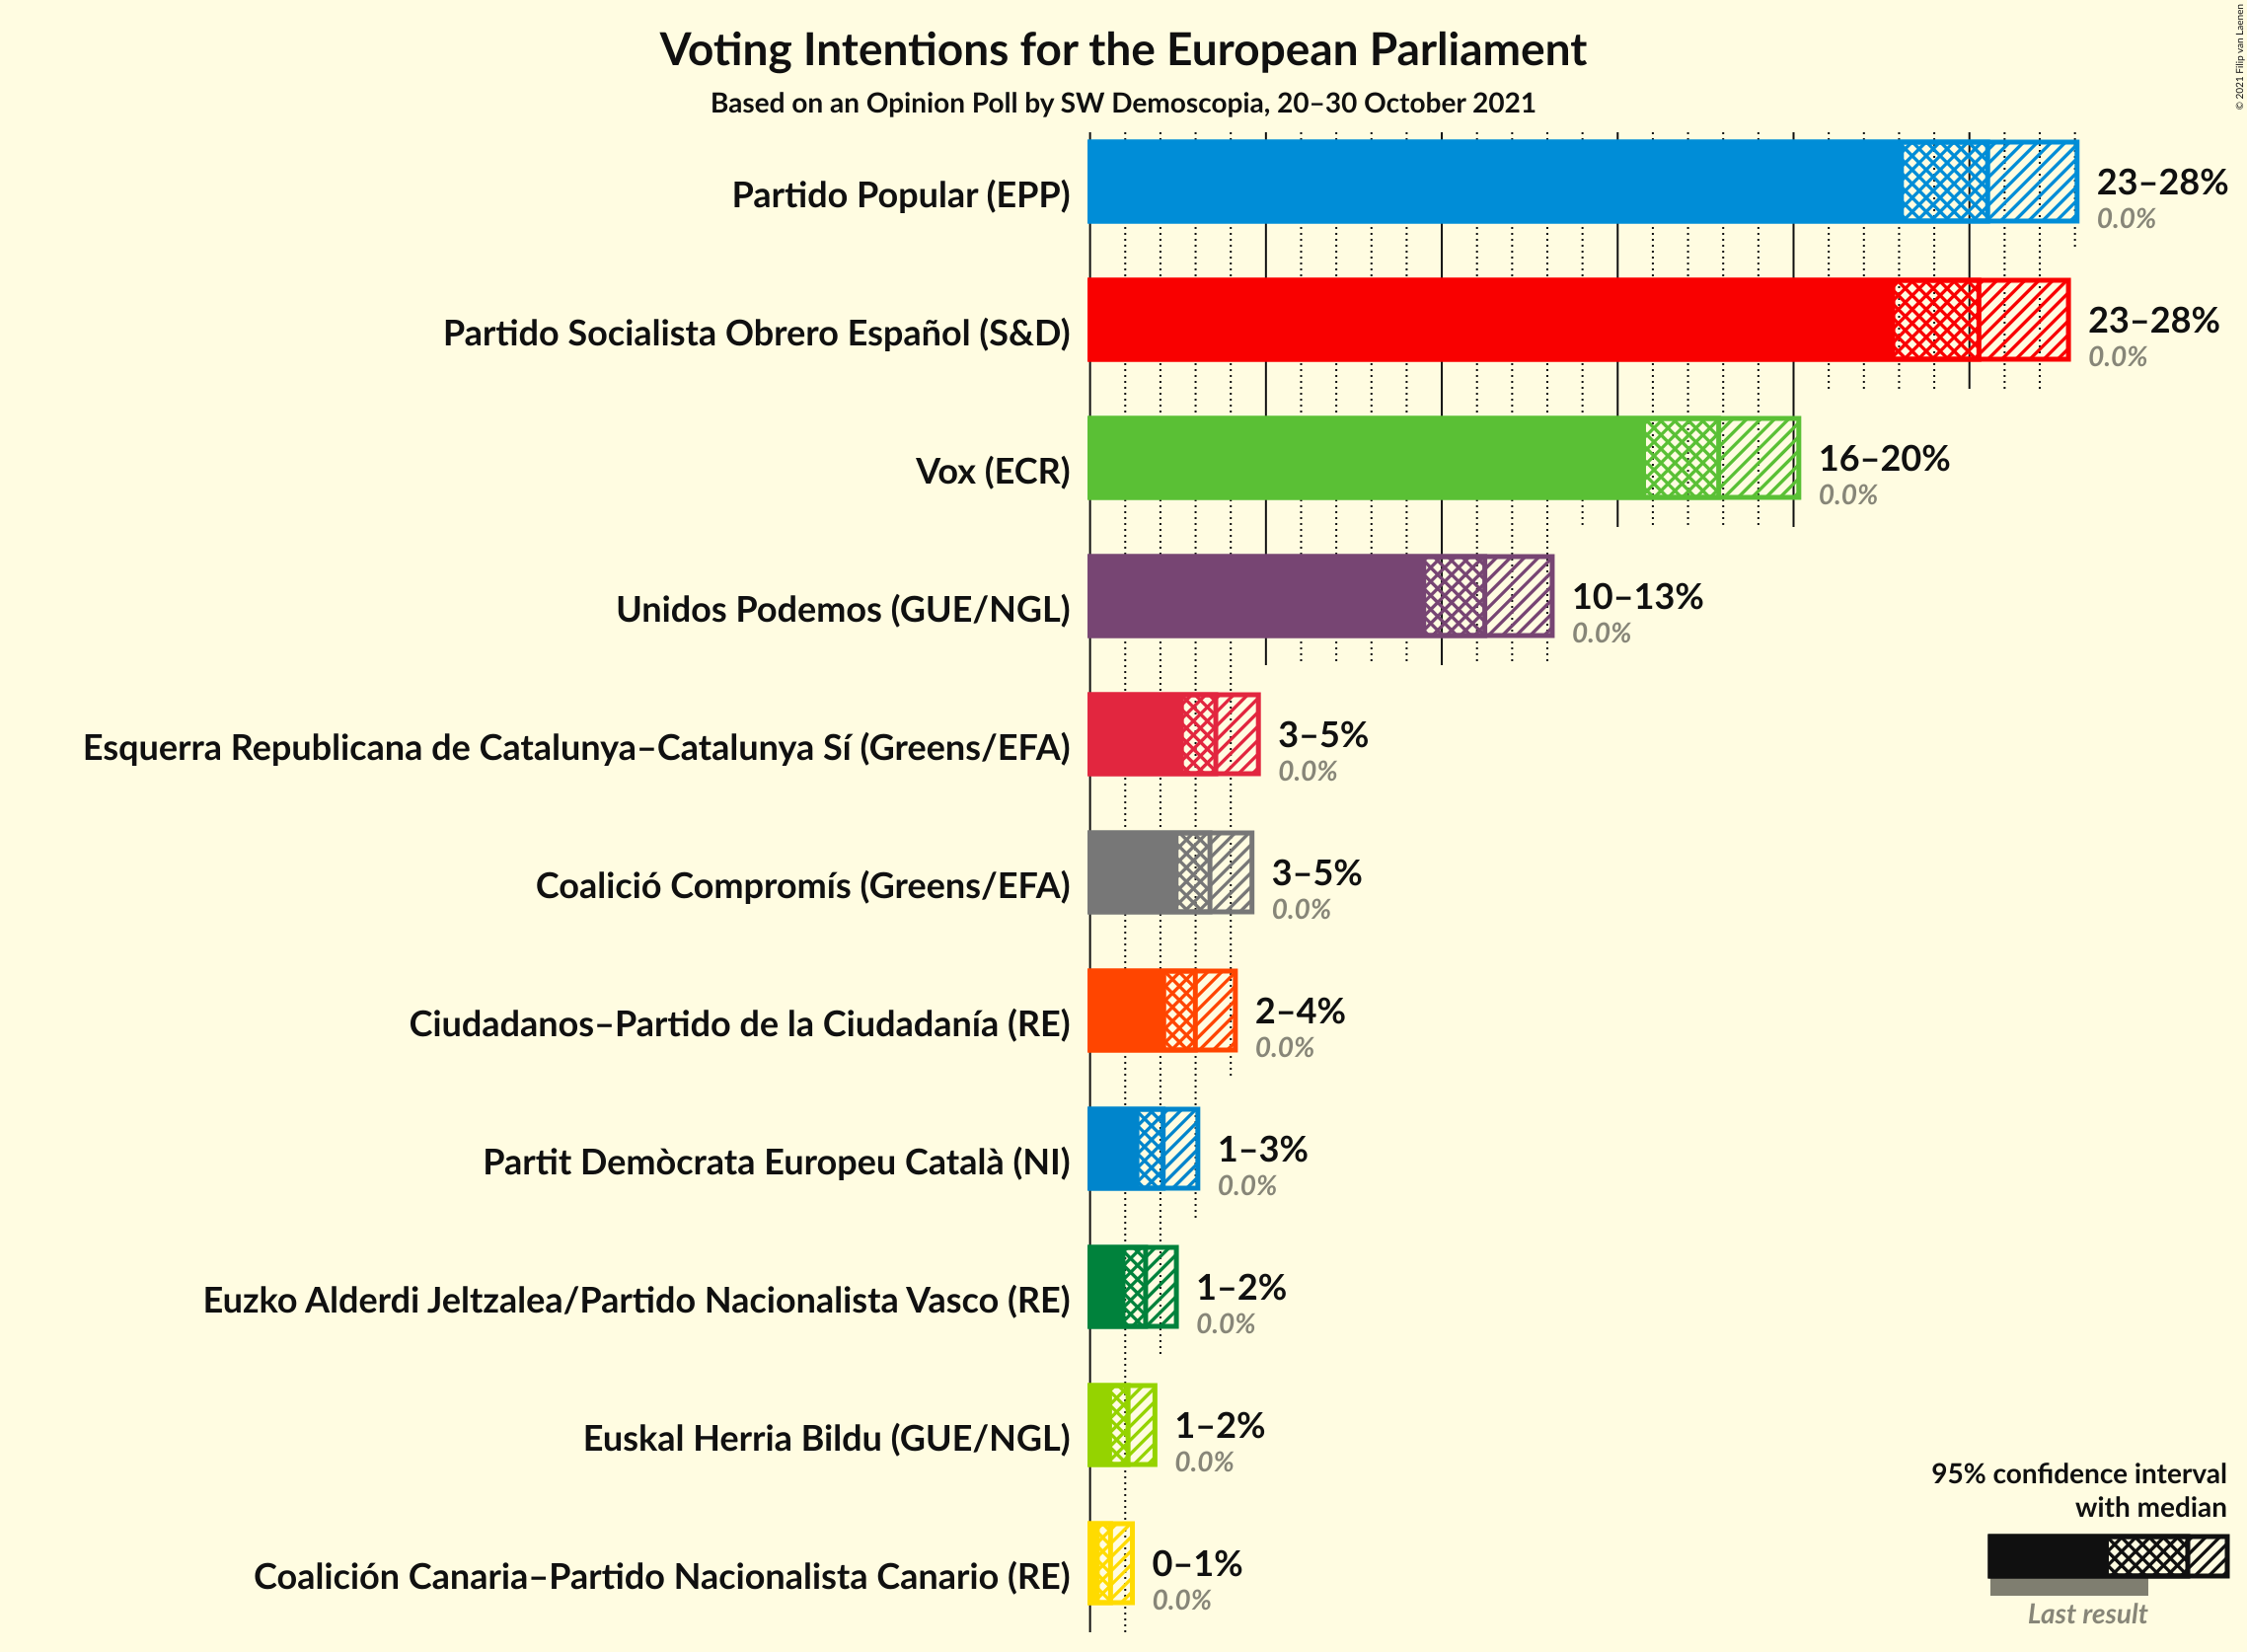 Voting Intentions for the European Parliament
Based on an Opinion Poll by SW Demoscopia, 20–30 October 2021
© 2021 Filip van Laenen
Partido Popular (EPP)
23–28%
0.0%
Partido Socialista Obrero Español (S&D)
23–28%
0.0%
Vox (ECR)
16–20%
0.0%
Unidos Podemos (GUE/NGL)
10–13%
0.0%
Esquerra Republicana de Catalunya–Catalunya Sí (Greens/EFA)
3–5%
0.0%
Coalició Compromís (Greens/EFA)
3–5%
0.0%
Ciudadanos–Partido de la Ciudadanía (RE)
2–4%
0.0%
Partit Demòcrata Europeu Català (NI)
1–3%
0.0%
Euzko Alderdi Jeltzalea/Partido Nacionalista Vasco (RE)
1–2%
0.0%
Euskal Herria Bildu (GUE/NGL)
1–2%
0.0%
Coalición Canaria–Partido Nacionalista Canario (RE)
0–1%
0.0%
95% confidence interval
with median
Last result